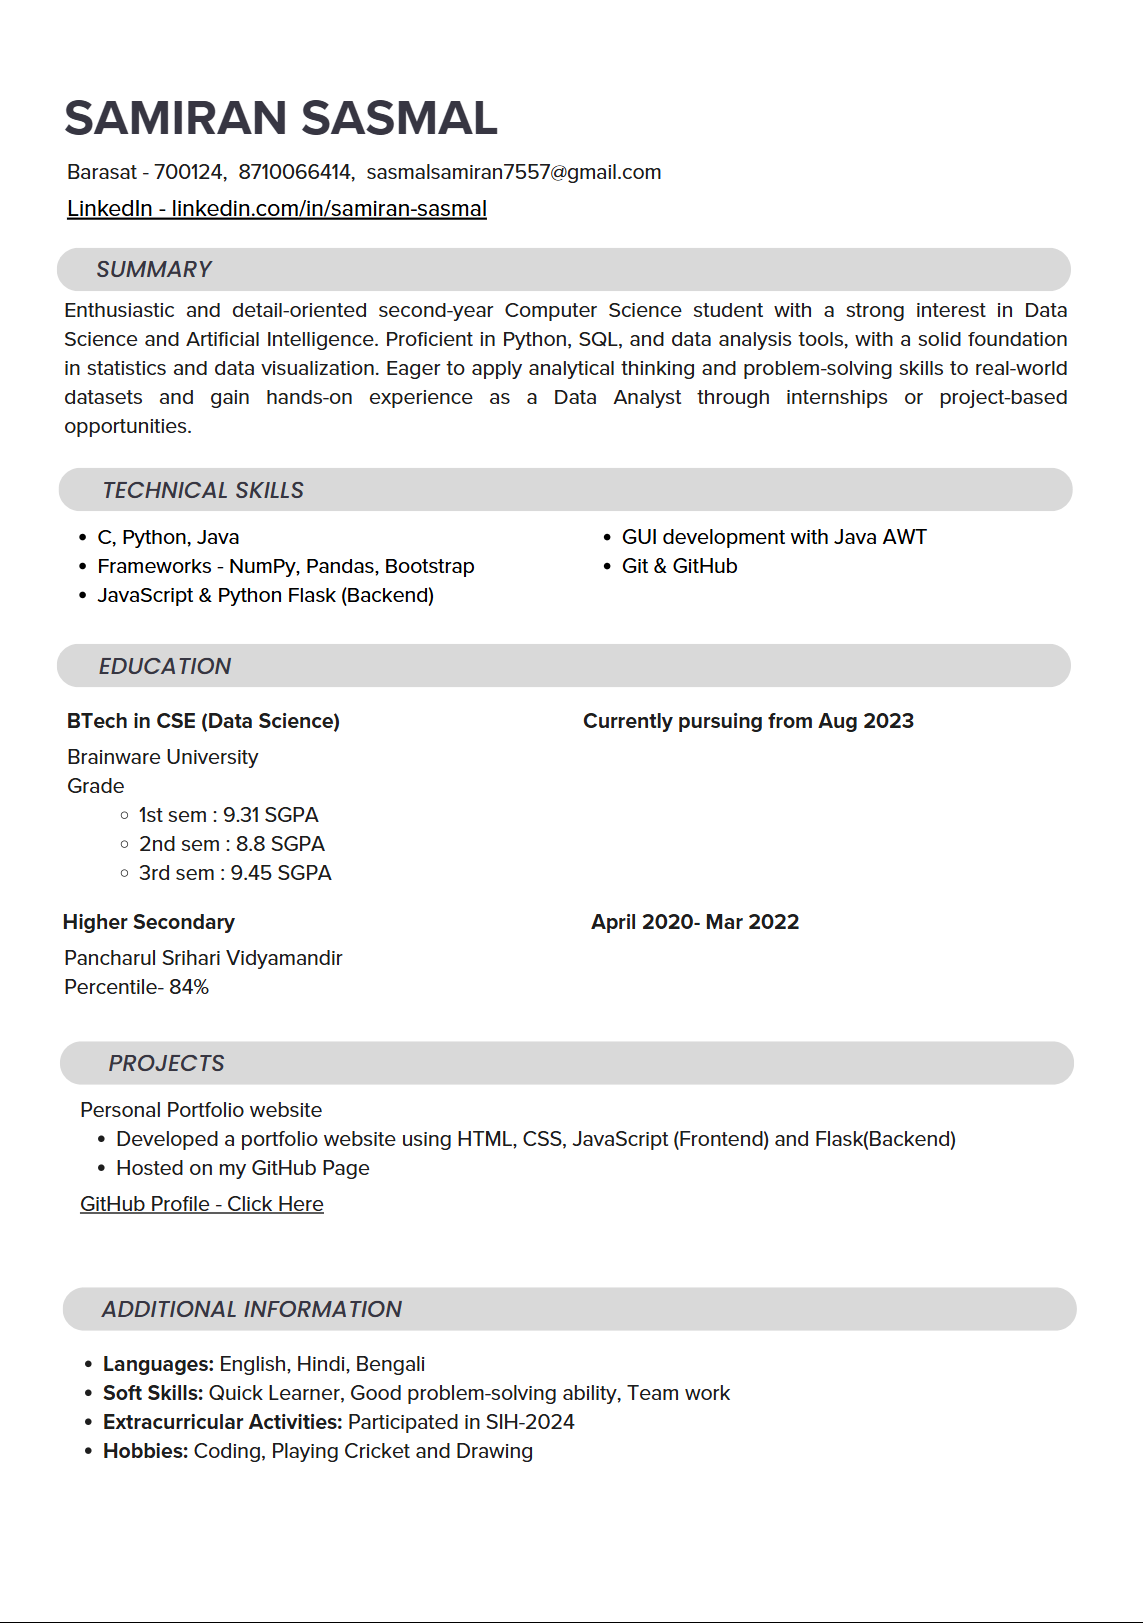 SAMIRAN SASMAL
Barasat - 700124, 8710066414, sasmalsamiran7557@gmail.com
LinkedIn - linkedin.com/in/samiran-sasmal
SUMMARY
Enthusiastic and detail-oriented second-year Computer Science student with a strong interest in Data
Science and Artificial Intelligence. Proficient in Python, SQL, and data analysis tools, with a solid foundation
in statistics and data visualization. Eager to apply analytical thinking and problem-solving skills to real-world
datasets and gain hands-on experience as a Data Analyst through internships or project-based
opportunities.
TECHNICAL SKILLS
• C, Python, Java
• Frameworks - NumPy, Pandas, Bootstrap
• JavaScript & Python Flask (Backend)
• GUI development with Java AWT
• Git & GitHub
EDUCATION
BTech in CSE (Data Science) Currently pursuing from Aug 2023
Brainware University
Grade
◦ 1st sem : 9.31 SGPA
◦ 2nd sem : 8.8 SGPA
◦ 3rd sem : 9.45 SGPA
Higher Secondary April 2020- Mar 2022
Pancharul Srihari Vidyamandir
Percentile- 84%
PROJECTS
Personal Portfolio website
• Developed a portfolio website using HTML, CSS, JavaScript (Frontend) and Flask(Backend)
• Hosted on my GitHub Page
GitHub Profile - Click Here
ADDITIONAL INFORMATION
• Languages: English, Hindi, Bengali
• Soft Skills: Quick Learner, Good problem-solving ability, Team work
• Extracurricular Activities: Participated in SIH-2024
• Hobbies: Coding, Playing Cricket and Drawing